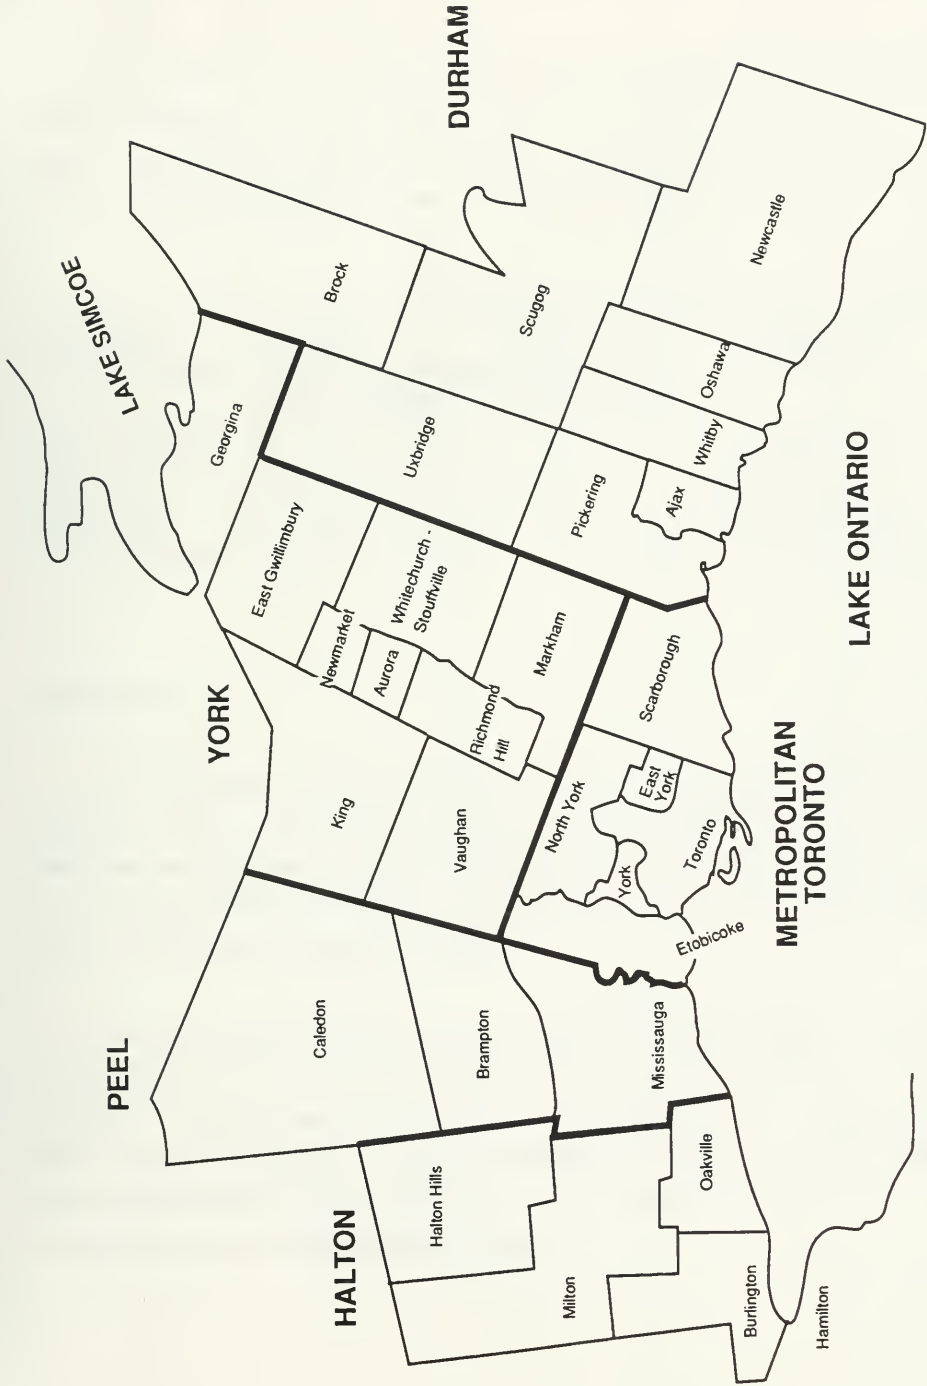 DURHAM
LAKE SIMCOE
Brock
Scugog
Newcastle
Georgina
Uxbridge
Oshawa
Whitby
Pickering
Ajax
LAKE ONTARIO
East Gwillimbury
Whitechurch -
Stouffville
Newmarket
Aurora
Markham
Richmond
Hill
Scarborough
YORK
King
Vaughan
North York
East
York
York
Toronto
Etobicoke
METROPOLITAN
TORONTO
PEEL
Caledon
Brampton
Mississauga
HALTON
Halton Hills
Oakville
Milton
Burlington
Hamilton